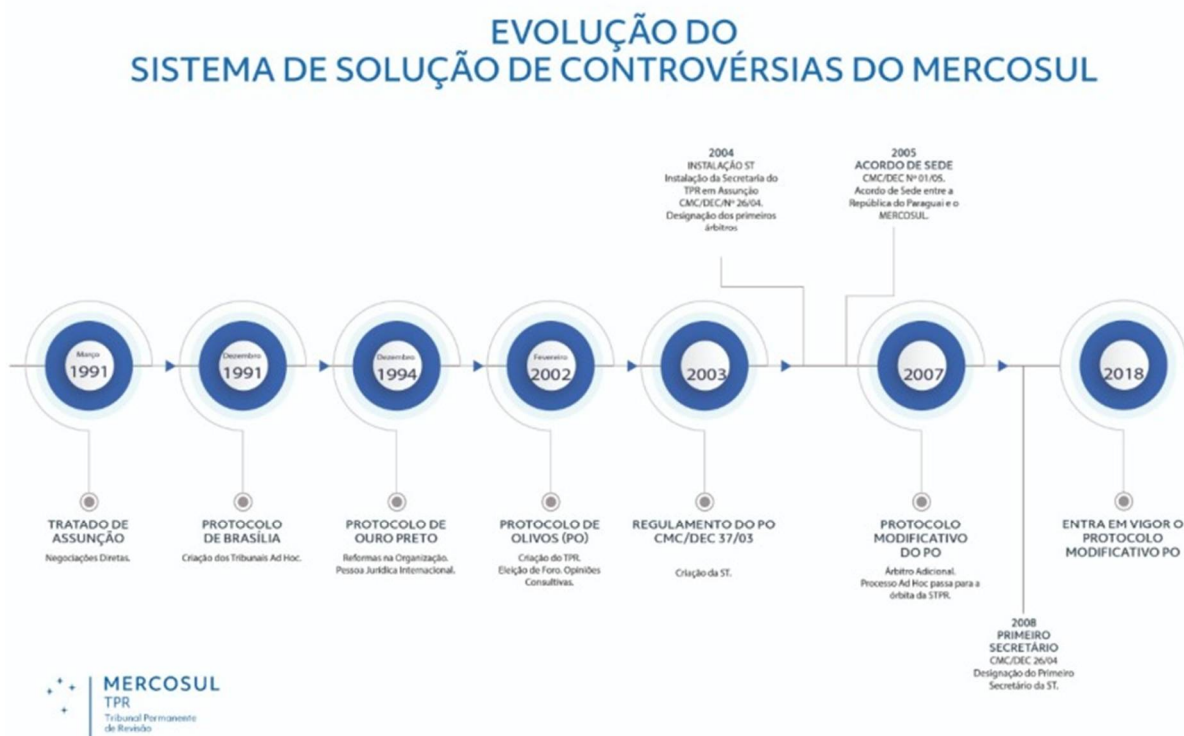 EVOLUÇÃO DO
SISTEMA DE SOLUÇÃO DE CONTROVÉRSIAS DO MERCOSUL
2004
INSTALAÇÃO ST
Instalação da Secretaria do
TPR em Assunção
CMC/DEC/Nº 26/04.
Designação dos primeiros
árbitros
2005
ACORDO DE SEDE
CMC/DEC Nº 01/05.
Acordo de Sede entre a
República do Paraguai e o
MERCOSUL.
Março
1991
Dezembro
1991
Dezembro
1994
Fevereiro
2002
2003
2007
2018
TRATADO DE
ASSUNÇÃO
Negociações Diretas.
PROTOCOLO
DE BRASÍLIA
Criação dos Tribunais Ad Hoc.
PROTOCOLO DE
OURO PRETO
Reformas na Organização.
Pessoa Jurídica Internacional.
PROTOCOLO DE
OLIVOS (PO)
Criação do TPR.
Eleição de Foro. Opiniões
Consultivas.
REGULAMENTO DO PO
CMC/DEC 37/03
Criação da ST.
PROTOCOLO
MODIFICATIVO
DO PO
Árbitro Adicional.
Processo Ad Hoc passa para a
órbita da STPR.
ENTRA EM VIGOR O
PROTOCOLO
MODIFICATIVO PO
2008
PRIMEIRO
SECRETÁRIO
CMC/DEC 26/04
Designação do Primeiro
Secretário da ST.
MERCOSUL
TPR
Tribunal Permanente
de Revisão